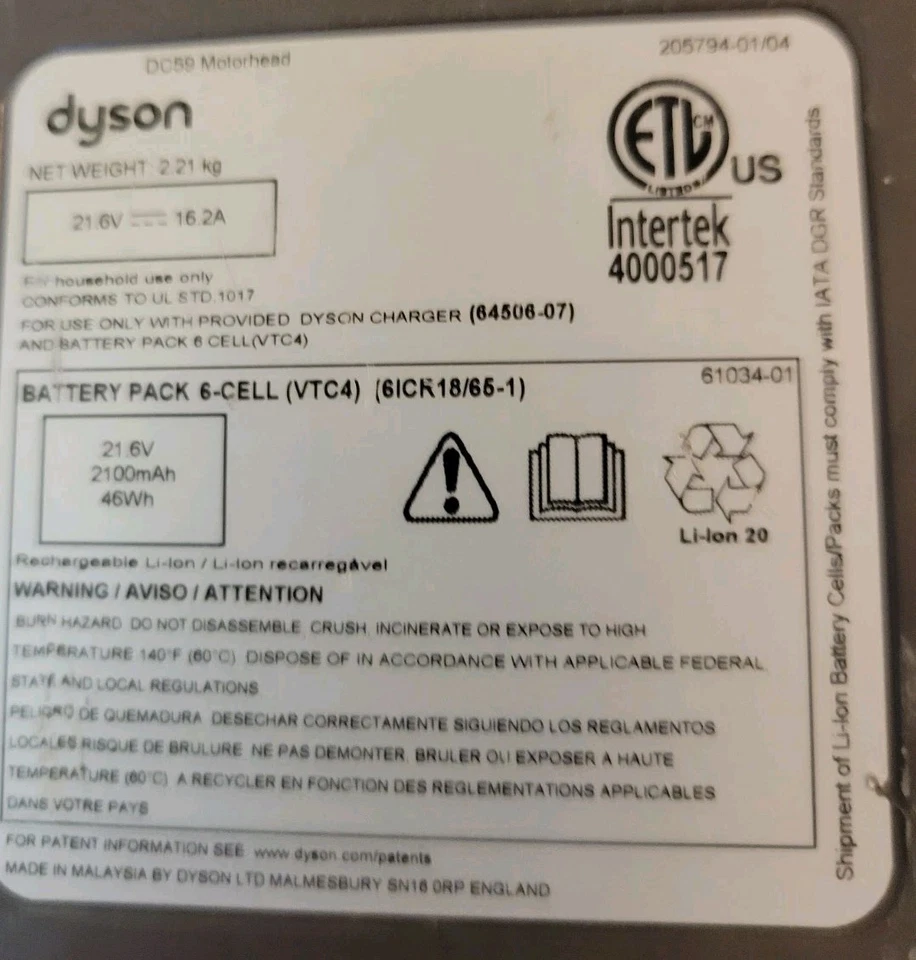 DC59 Motorhead
205794-01/04
dyson
ETL CM
LISTED
US
Intertek
4000517
NET WEIGHT 2.21 kg
21.6V 16.2A
For household use only
CONFORMS TO UL STD.1017
FOR USE ONLY WITH PROVIDED DYSON CHARGER (64506-07)
AND BATTERY PACK 6 CELL(VTC4)
BATTERY PACK 6-CELL (VTC4) (6ICR18/65-1)
61034-01
21.6V
2100mAh
46Wh
Li-Ion 20
Rechargeable Li-Ion / Li-Ion recarregável
WARNING / AVISO / ATTENTION
BURN HAZARD DO NOT DISASSEMBLE, CRUSH, INCINERATE OR EXPOSE TO HIGH
TEMPERATURE 140°F (60°C) DISPOSE OF IN ACCORDANCE WITH APPLICABLE FEDERAL
STATE AND LOCAL REGULATIONS
PELIGRO DE QUEMADURA DESECHAR CORRECTAMENTE SIGUIENDO LOS REGLAMENTOS
LOCALES RISQUE DE BRULURE NE PAS DEMONTER, BRULER OU EXPOSER A HAUTE
TEMPERATURE (60°C) A RECYCLER EN FONCTION DES REGLEMENTATIONS APPLICABLES
DANS VOTRE PAYS
FOR PATENT INFORMATION SEE www.dyson.com/patents
MADE IN MALAYSIA BY DYSON LTD MALMESBURY SN16 0RP ENGLAND
Shipment of Li-Ion Battery Cells/Packs must comply with IATA DGR Standards